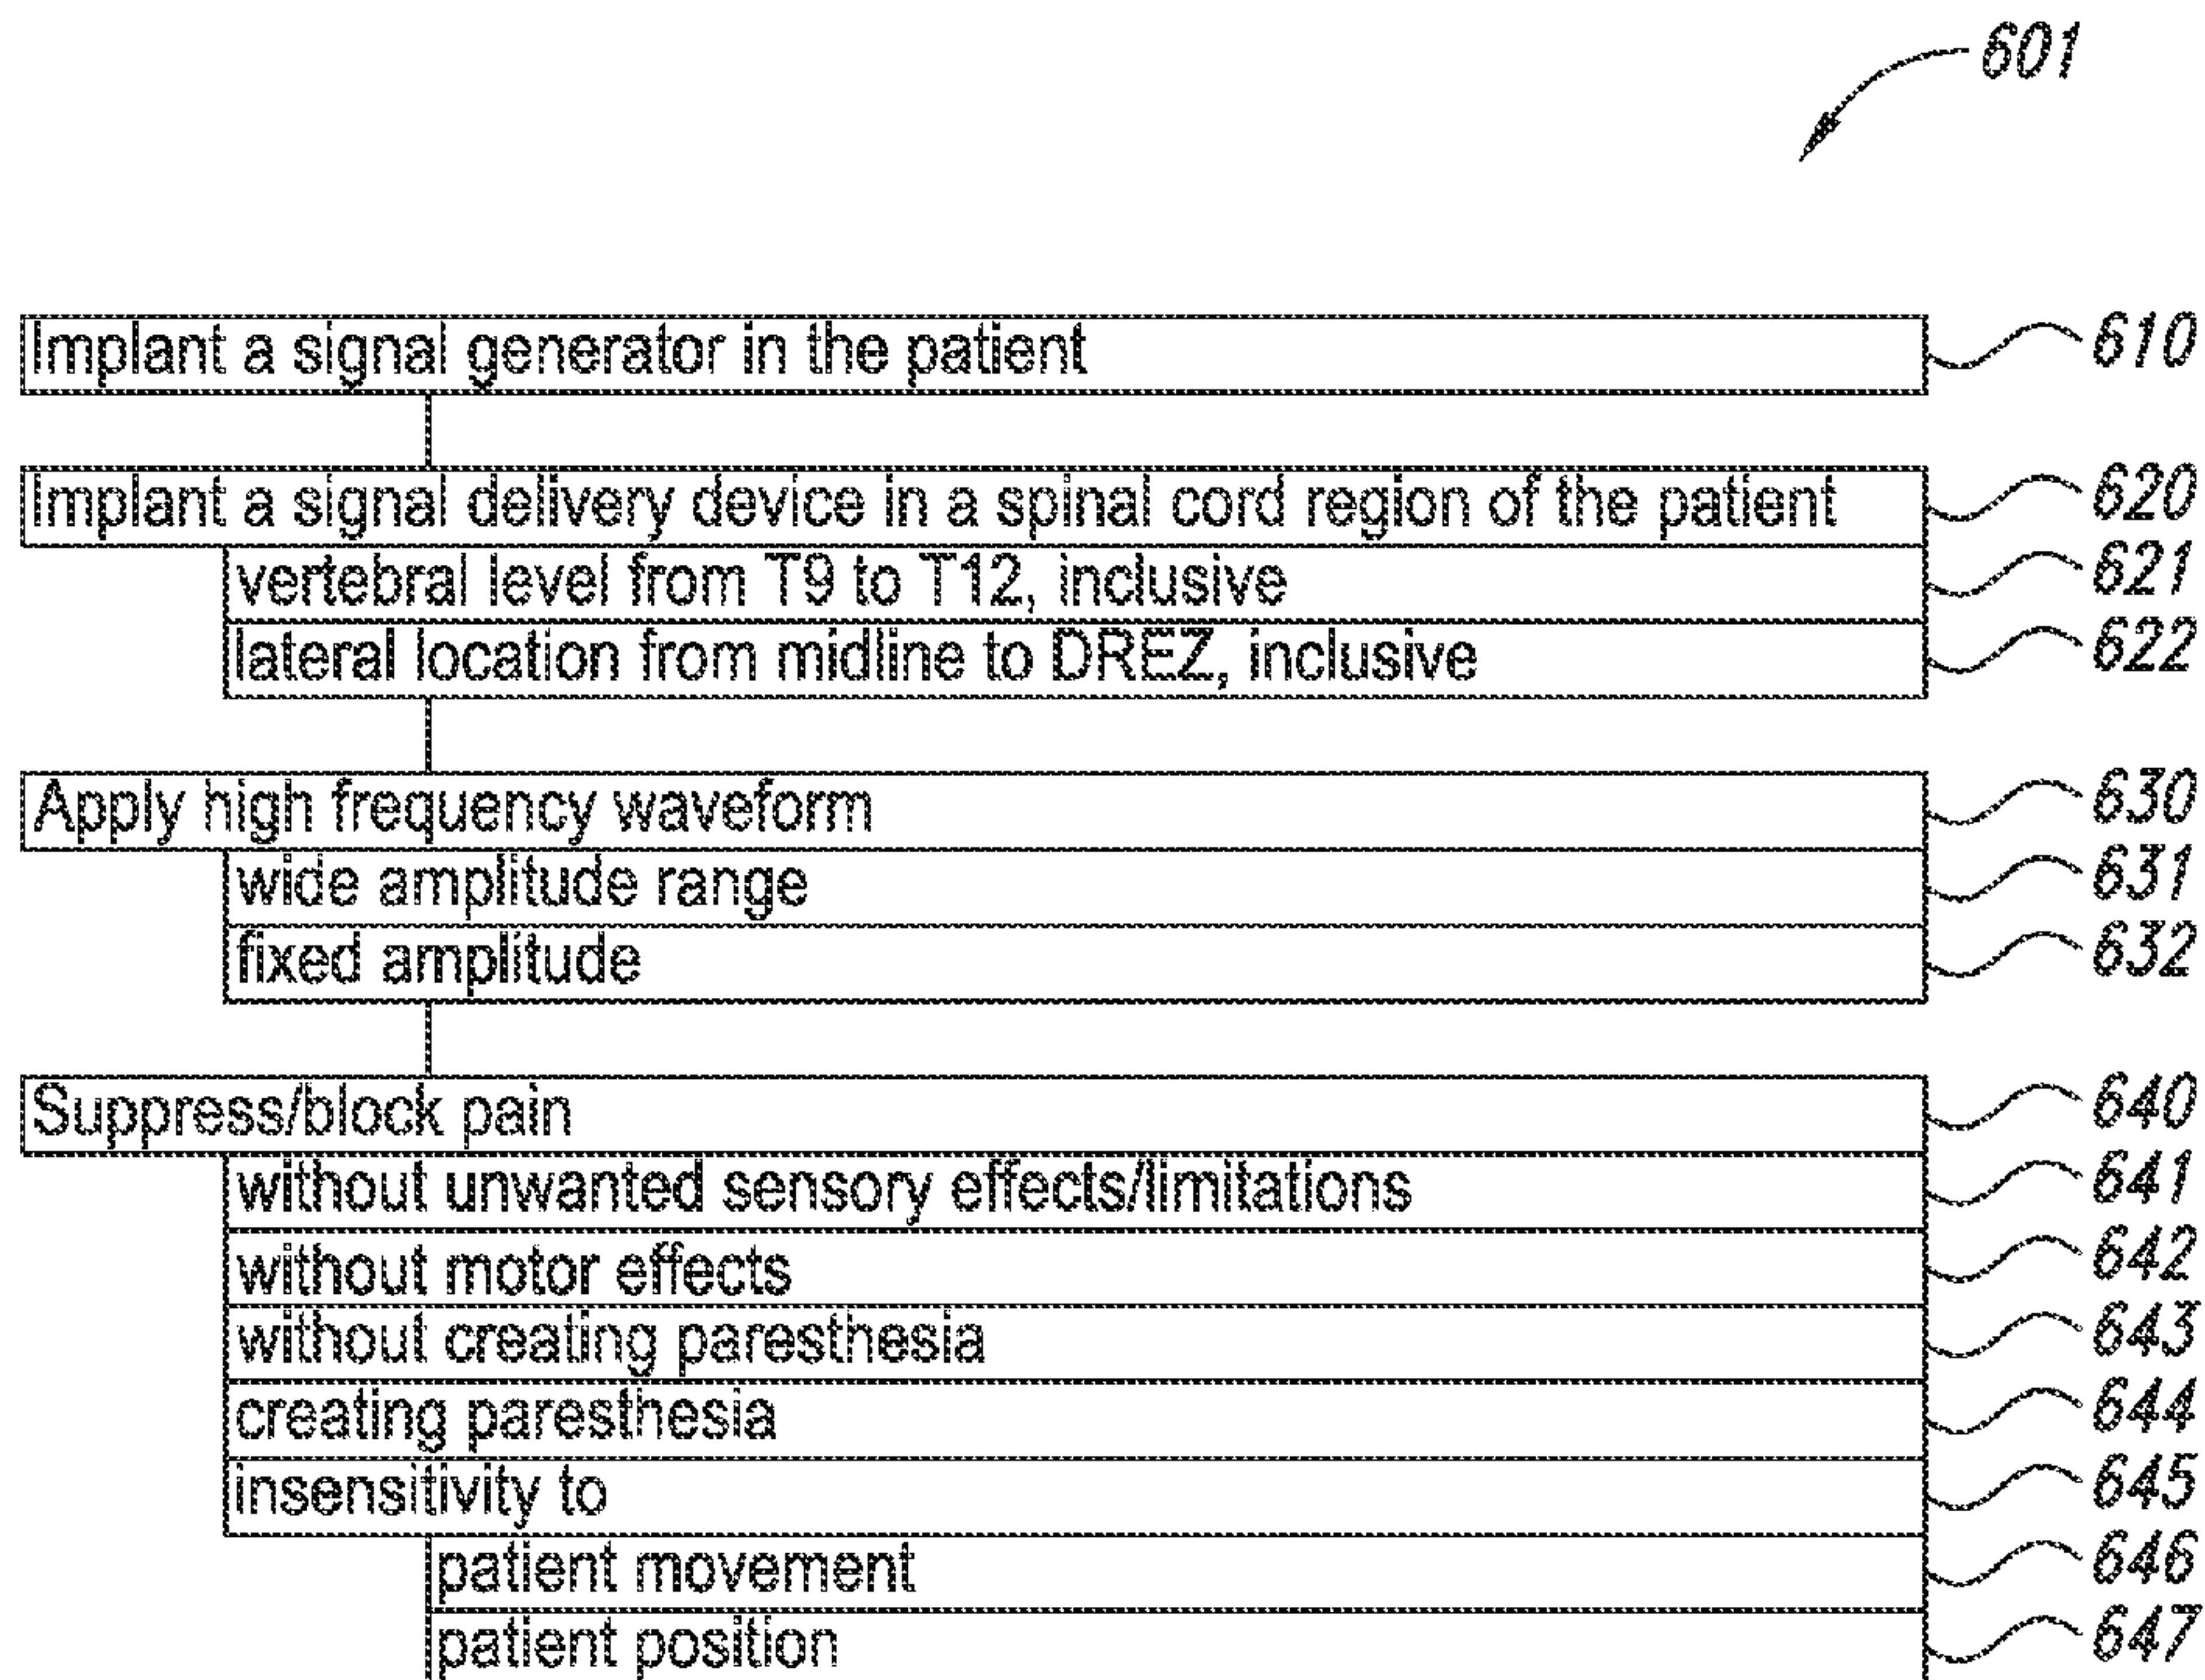 601
Implant a signal generator in the patient 610
Implant a signal delivery device in a spinal cord region of the patient 620
vertebral level from T9 to T12, inclusive 621
lateral location from midline to DREZ, inclusive 622
Apply high frequency waveform 630
wide amplitude range 631
fixed amplitude 632
Suppress/block pain 640
without unwanted sensory effects/limitations 641
without motor effects 642
without creating paresthesia 643
creating paresthesia 644
insensitivity to 645
patient movement 646
patient position 647